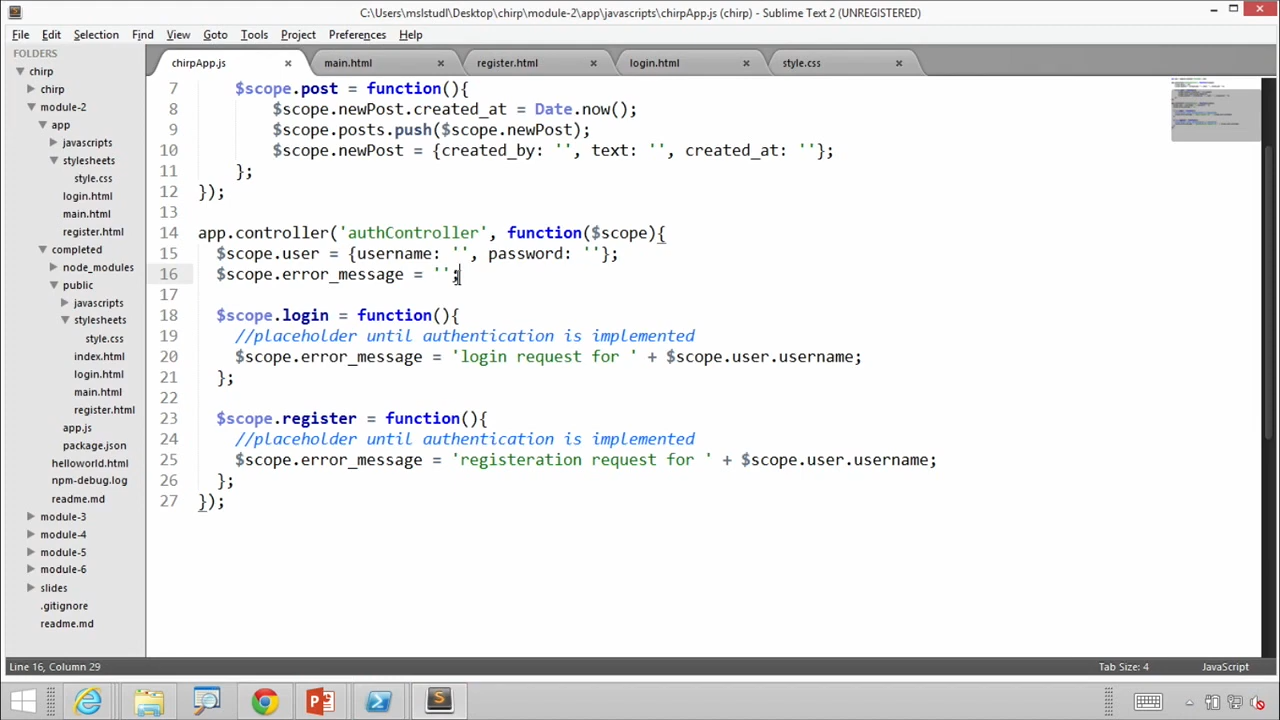 C:\Users\mslstudl\Desktop\chirp\module-2\app\javascripts\chirpApp.js (chirp) - Sublime Text 2 (UNREGISTERED)
File Edit Selection Find View Goto Tools Project Preferences Help
FOLDERS
chirp
chirp
module-2
app
javascripts
stylesheets
style.css
login.html
main.html
register.html
completed
node_modules
public
javascripts
stylesheets
style.css
index.html
login.html
main.html
register.html
app.js
package.json
helloworld.html
npm-debug.log
readme.md
module-3
module-4
module-5
module-6
slides
.gitignore
readme.md
chirpApp.js main.html register.html login.html style.css
7 $scope.post = function(){
8 $scope.newPost.created_at = Date.now();
9 $scope.posts.push($scope.newPost);
10 $scope.newPost = {created_by: '', text: '', created_at: ''};
11 };
12 });
13
14 app.controller('authController', function($scope){
15 $scope.user = {username: '', password: ''};
16 $scope.error_message = '';
17
18 $scope.login = function(){
19 //placeholder until authentication is implemented
20 $scope.error_message = 'login request for ' + $scope.user.username;
21 };
22
23 $scope.register = function(){
24 //placeholder until authentication is implemented
25 $scope.error_message = 'registeration request for ' + $scope.user.username;
26 };
27 });
Line 16, Column 29 Tab Size: 4 JavaScript